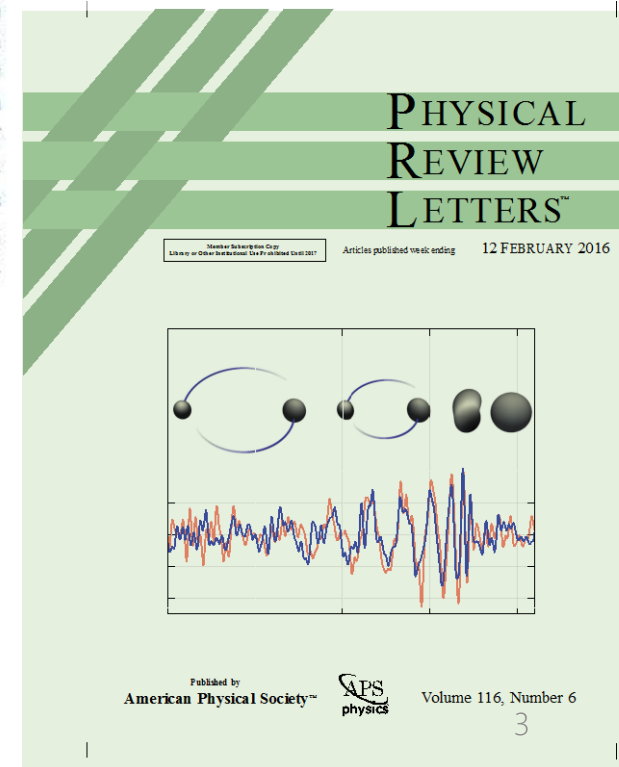 PHYSICAL
REVIEW
LETTERS™
Member Subscription Copy
Library or Other Institutional Use Prohibited Until 2017
Articles published week ending
12 FEBRUARY 2016
Published by
American Physical Society™
APS
physics
Volume 116, Number 6
3